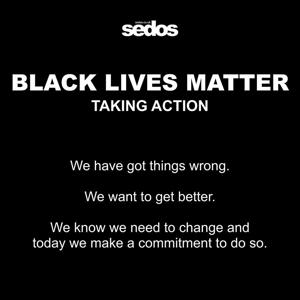 sedos
BLACK LIVES MATTER
TAKING ACTION
We have got things wrong.
We want to get better.
We know we need to change and
today we make a commitment to do so.